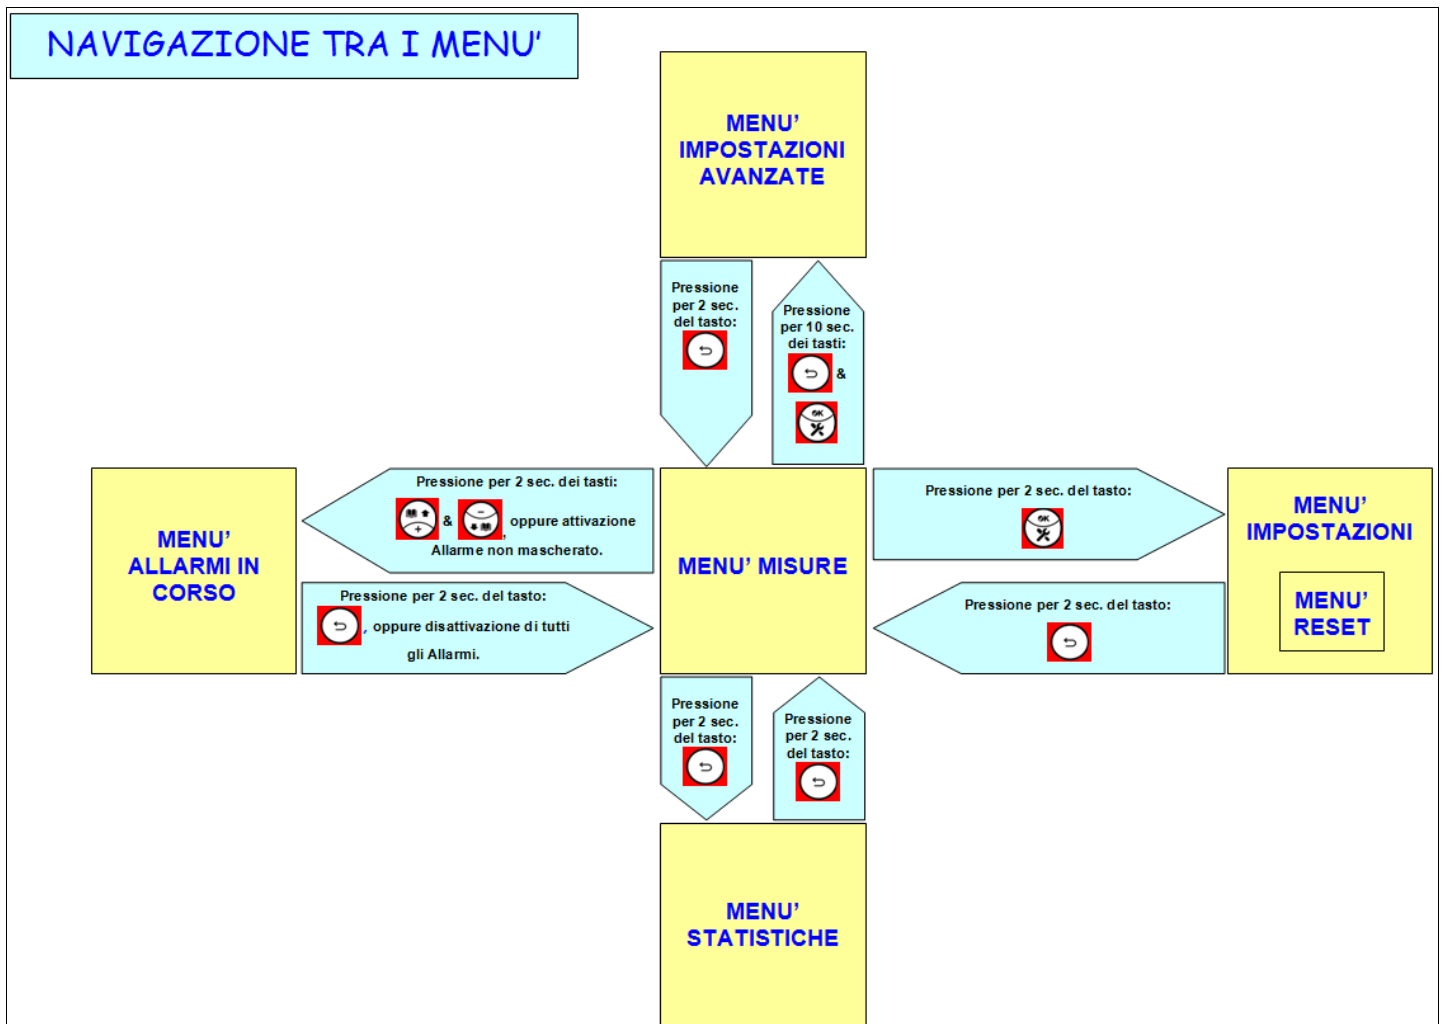 NAVIGAZIONE TRA I MENU'
MENU'
IMPOSTAZIONI
AVANZATE
Pressione
per 2 sec.
del tasto:
Pressione
per 10 sec.
dei tasti:
&
OK
Pressione per 2 sec. dei tasti:
+
&
-
, oppure attivazione
Allarme non mascherato.
Pressione per 2 sec. del tasto:
OK
MENU'
ALLARMI IN
CORSO
MENU' MISURE
MENU'
IMPOSTAZIONI
MENU'
RESET
Pressione per 2 sec. del tasto:
, oppure disattivazione di tutti
gli Allarmi.
Pressione per 2 sec. del tasto:
Pressione
per 2 sec.
del tasto:
Pressione
per 2 sec.
del tasto:
MENU'
STATISTICHE